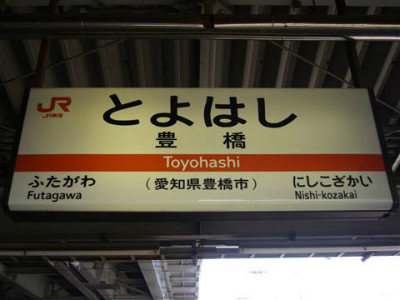 JR
JR東海
とよはし
豊橋
Toyohashi
ふたがわ
Futagawa
(愛知県豊橋市)
にしこざかい
Nishi-kozakai